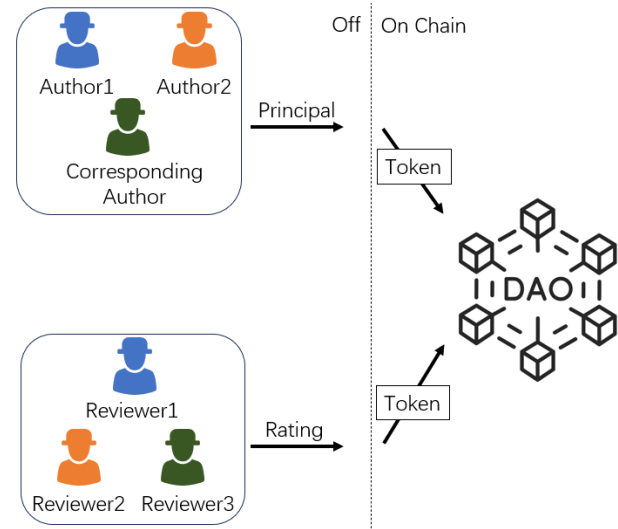 Off
On Chain
Author1
Author2
Principal
Corresponding
Author
Token
DAO
Reviewer1
Token
Rating
Reviewer2
Reviewer3